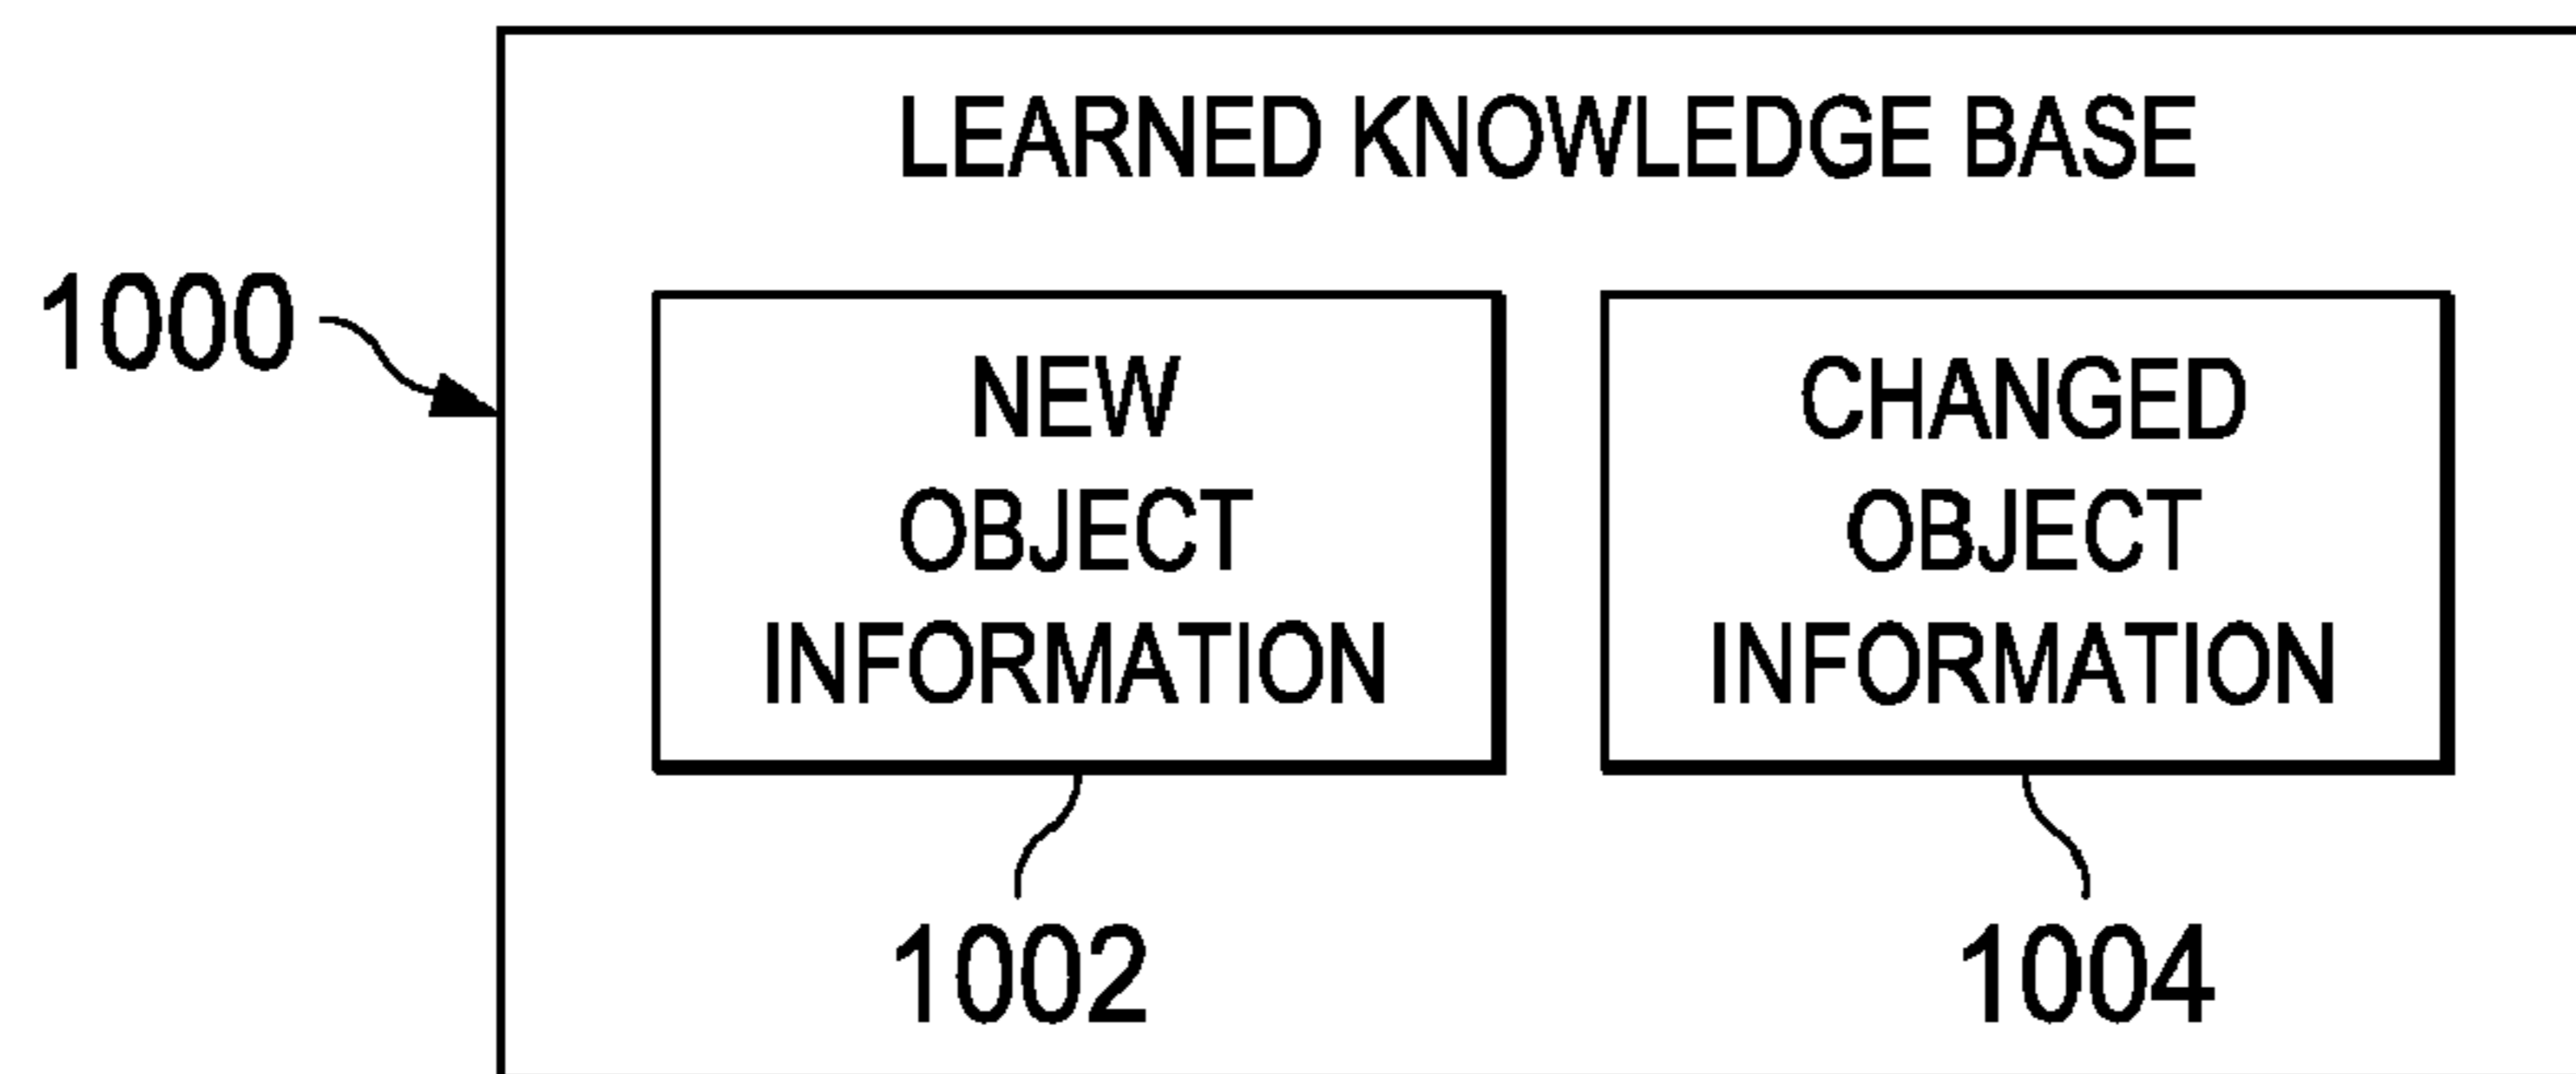 LEARNED KNOWLEDGE BASE
1000
NEW
OBJECT
INFORMATION
CHANGED
OBJECT
INFORMATION
1002
1004